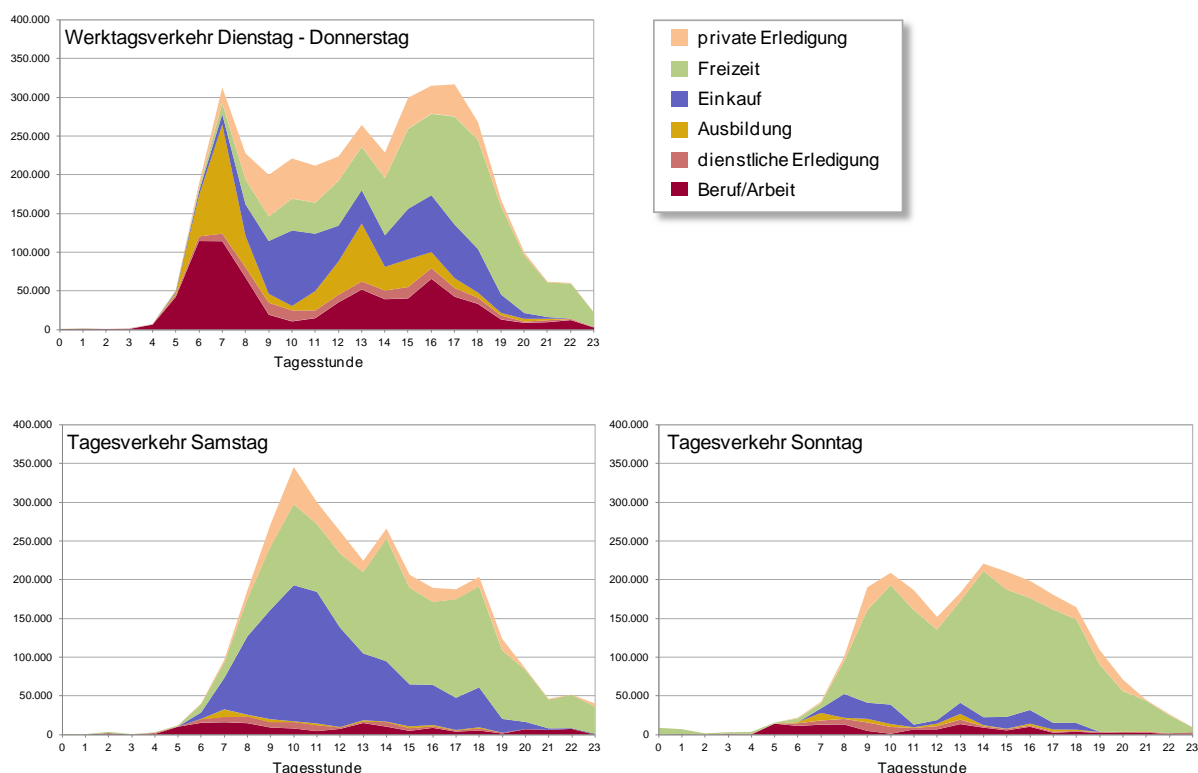 Werktagsverkehr Dienstag - Donnerstag
400.000
350.000
300.000
250.000
200.000
150.000
100.000
50.000
0
0 1 2 3 4 5 6 7 8 9 10 11 12 13 14 15 16 17 18 19 20 21 22 23
Tagesstunde
private Erledigung
Freizeit
Einkauf
Ausbildung
dienstliche Erledigung
Beruf/Arbeit
Tagesverkehr Samstag
400.000
350.000
300.000
250.000
200.000
150.000
100.000
50.000
0
0 1 2 3 4 5 6 7 8 9 10 11 12 13 14 15 16 17 18 19 20 21 22 23
Tagesstunde
Tagesverkehr Sonntag
400.000
350.000
300.000
250.000
200.000
150.000
100.000
50.000
0
0 1 2 3 4 5 6 7 8 9 10 11 12 13 14 15 16 17 18 19 20 21 22 23
Tagesstunde